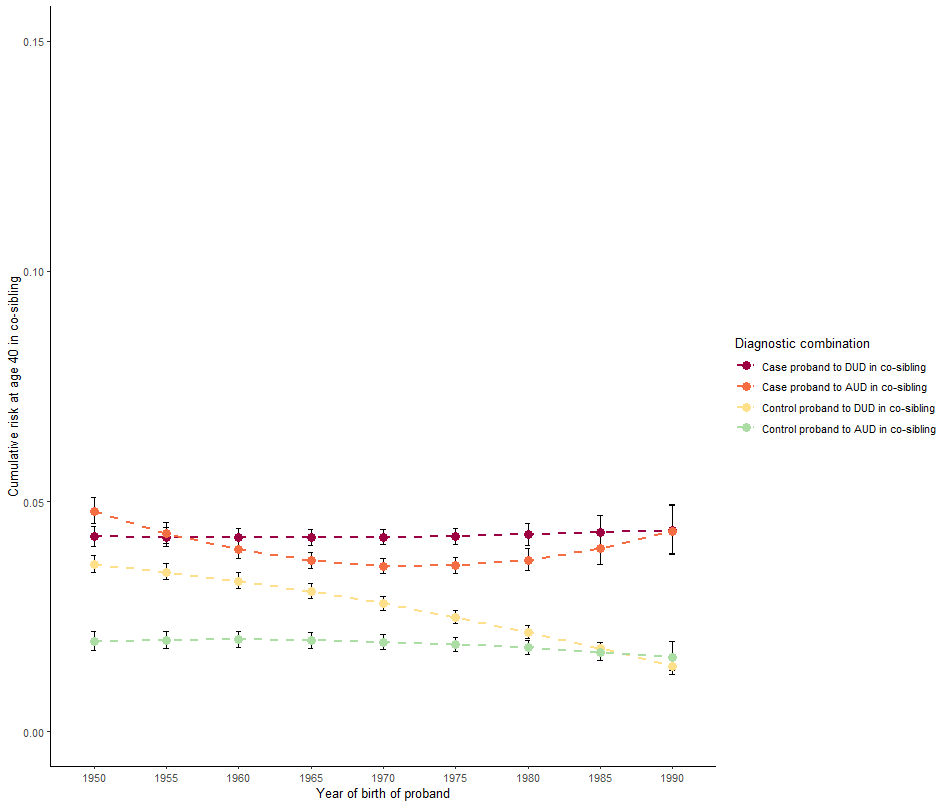 0.15
0.10
0.05
0.00
Cumulative risk at age 40 in co-sibling
1950 1955 1960 1965 1970 1975 1980 1985 1990
Year of birth of proband
Diagnostic combination
Case proband to DUD in co-sibling
Case proband to AUD in co-sibling
Control proband to DUD in co-sibling
Control proband to AUD in co-sibling